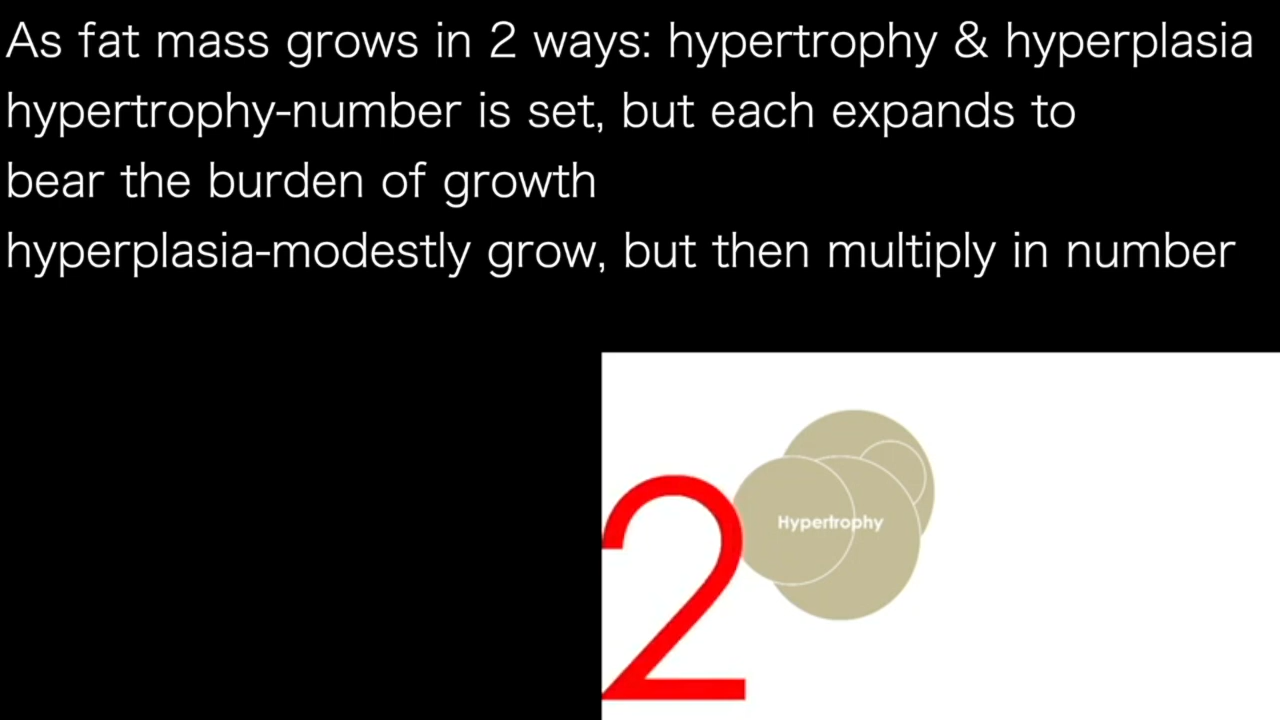 As fat mass grows in 2 ways: hypertrophy & hyperplasia
hypertrophy-number is set, but each expands to
bear the burden of growth
hyperplasia-modestly grow, but then multiply in number
Hypertrophy
2